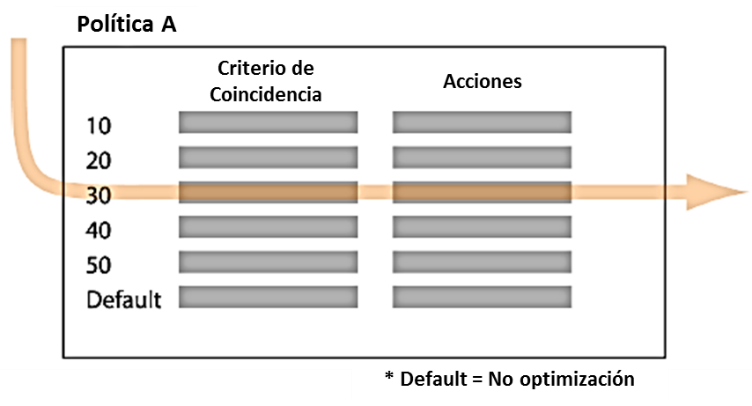 Política A
Criterio de
Coincidencia
Acciones
10
20
30
40
50
Default
* Default = No optimización